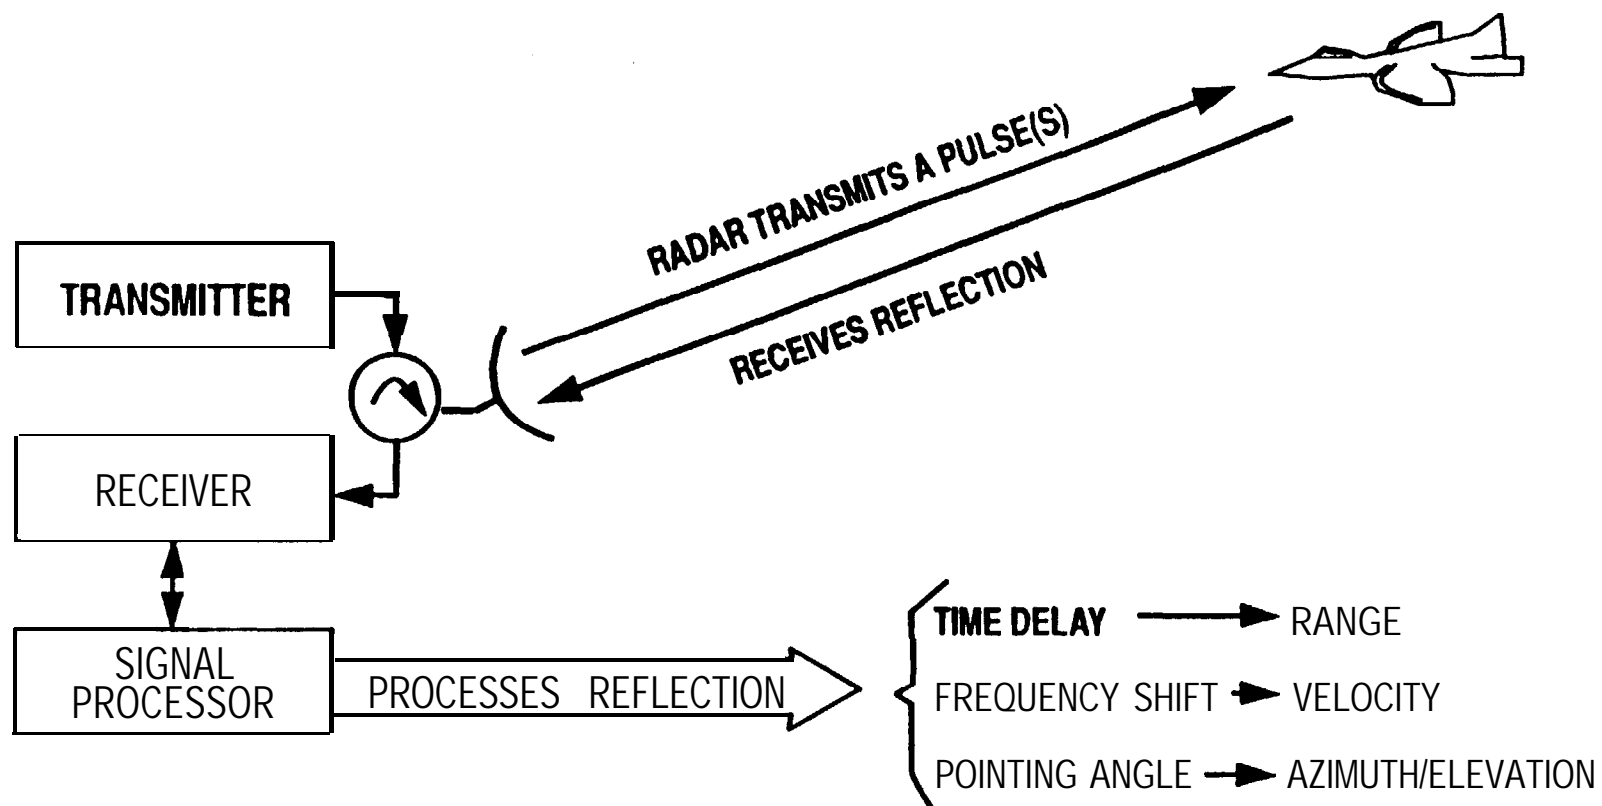 RADAR TRANSMITS A PULSE(S)
RECEIVES REFLECTION
TRANSMITTER
RECEIVER
SIGNAL
PROCESSOR
PROCESSES REFLECTION
TIME DELAY RANGE
FREQUENCY SHIFT VELOCITY
POINTING ANGLE AZIMUTH/ELEVATION